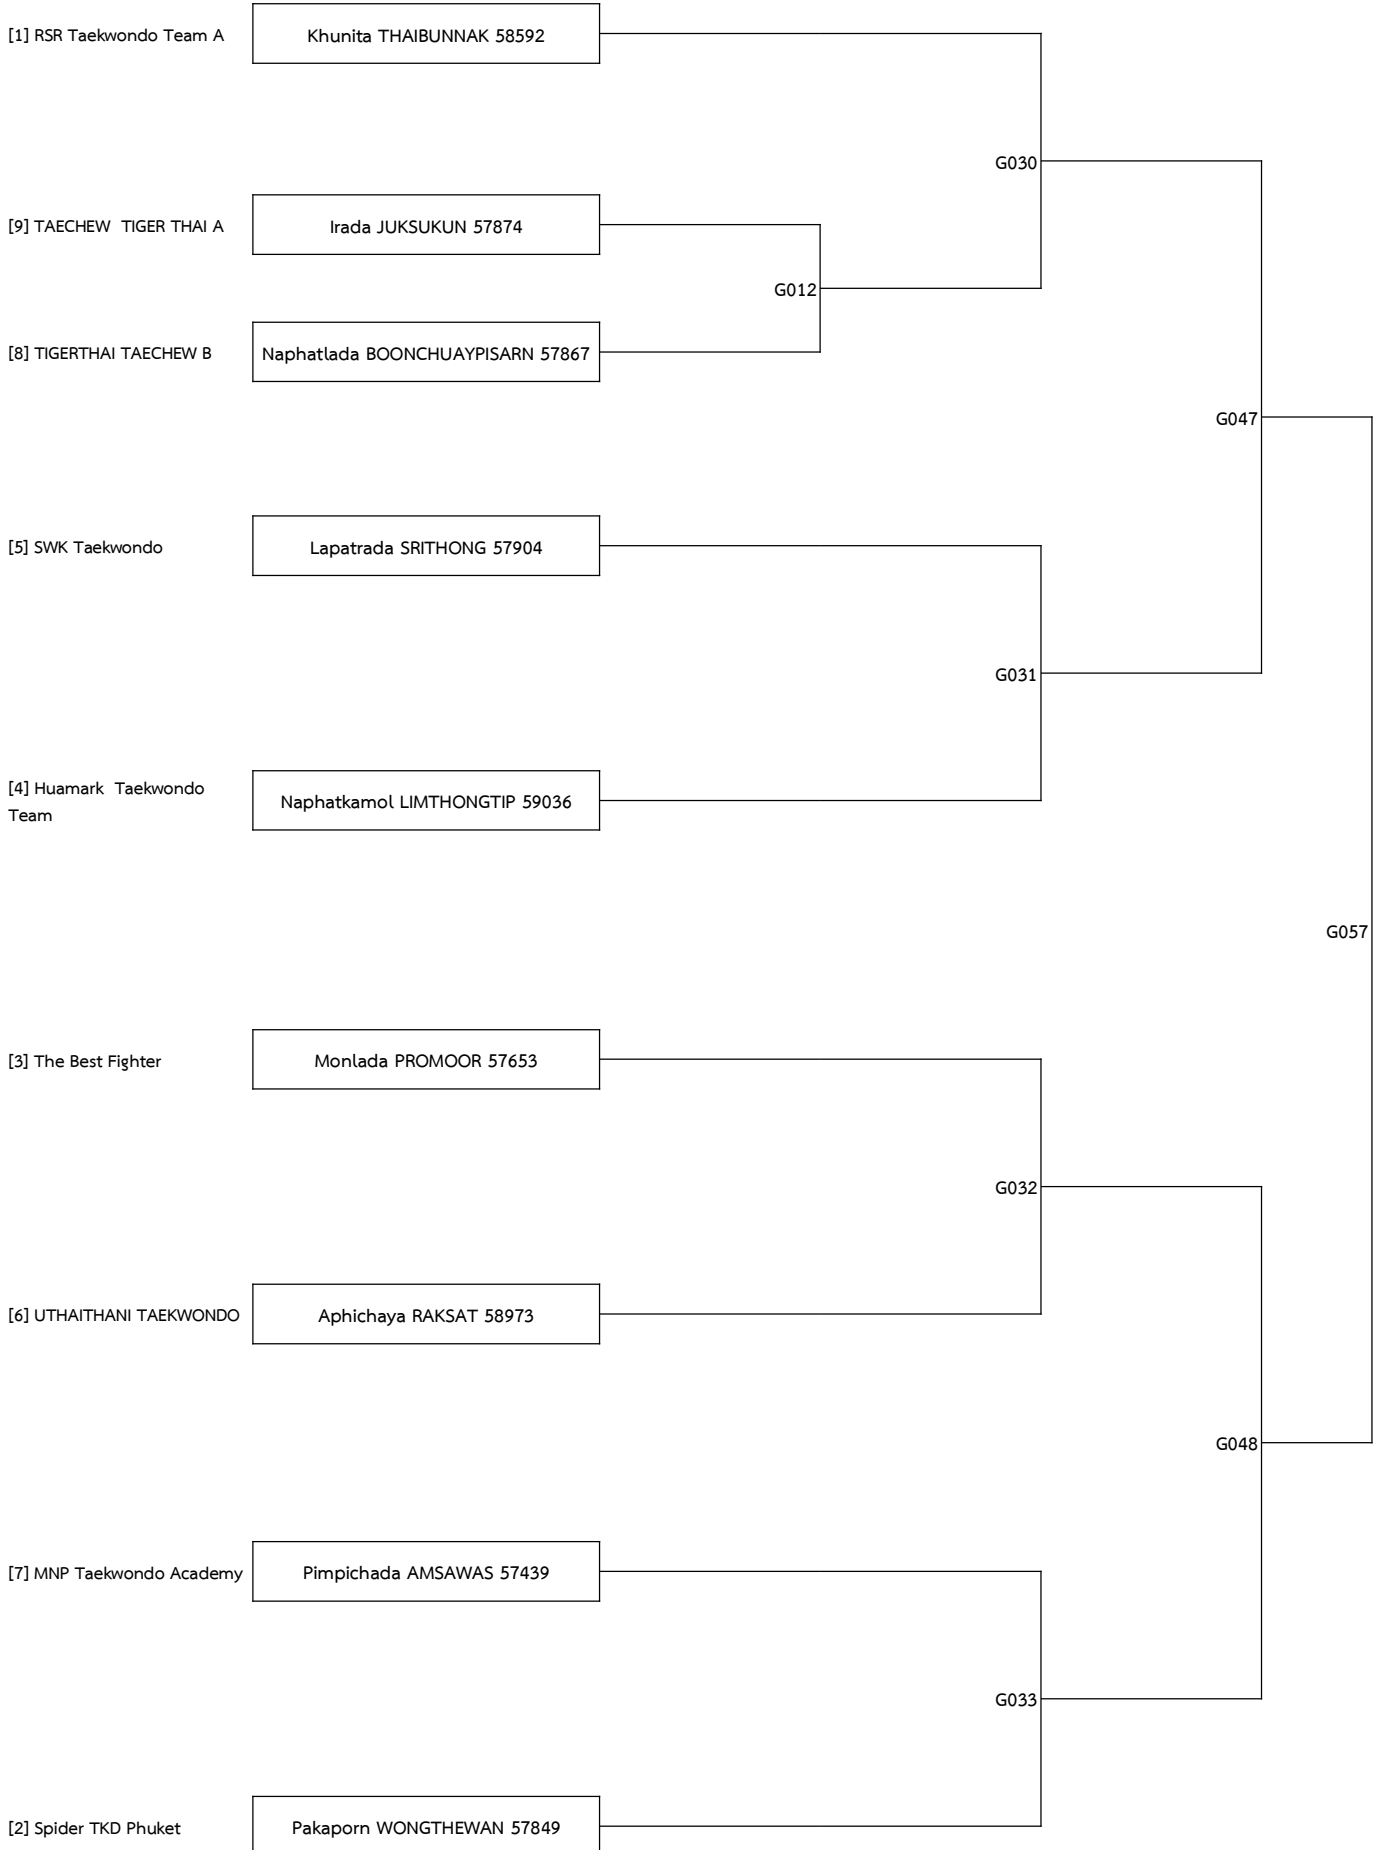 [1] RSR Taekwondo Team A
Khunita THAIBUNNAK 58592
G030
[9] TAECHEW  TIGER THAI A
Irada JUKSUKUN 57874
G012
[8] TIGERTHAI TAECHEW B
Naphatlada BOONCHUAYPISARN 57867
G047
[5] SWK Taekwondo
Lapatrada SRITHONG 57904
G031
[4] Huamark  Taekwondo
Team
Naphatkamol LIMTHONGTIP 59036
G057
[3] The Best Fighter
Monlada PROMOOR 57653
G032
[6] UTHAITHANI TAEKWONDO
Aphichaya RAKSAT 58973
G048
[7] MNP Taekwondo Academy
Pimpichada AMSAWAS 57439
G033
[2] Spider TKD Phuket
Pakaporn WONGTHEWAN 57849